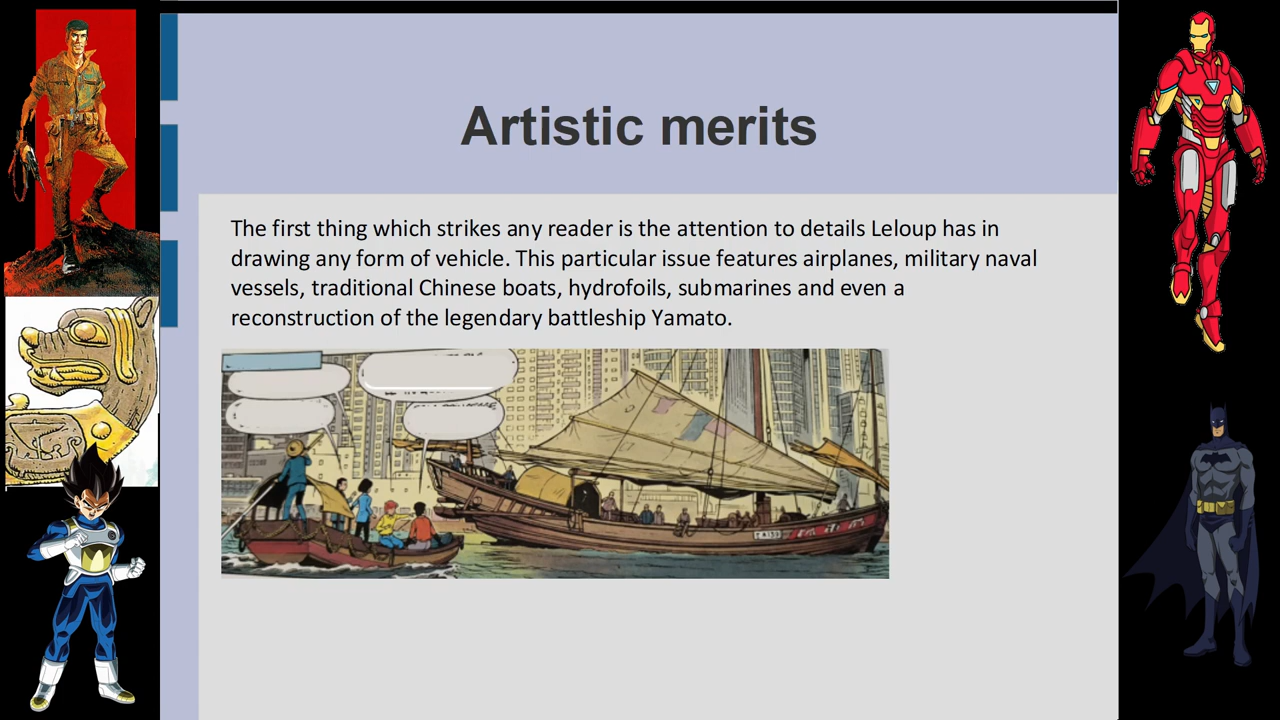 Artistic merits
The first thing which strikes any reader is the attention to details Leloup has in
drawing any form of vehicle. This particular issue features airplanes, military naval
vessels, traditional Chinese boats, hydrofoils, submarines and even a
reconstruction of the legendary battleship Yamato.